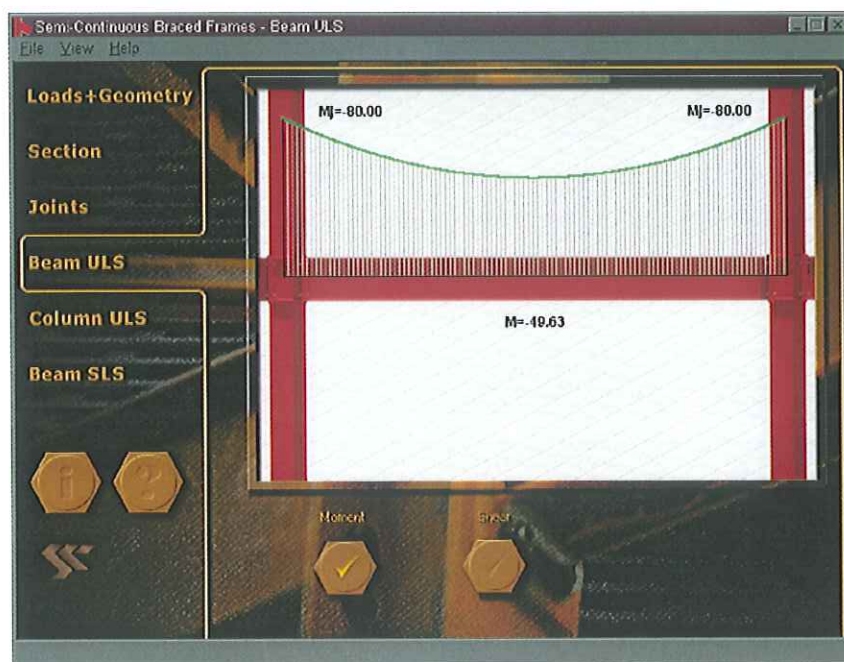 Semi-Continuous Braced Frames - Beam ULS
File View Help
Loads+Geometry
Section
Joints
Beam ULS
Column ULS
Beam SLS
Mj=-80.00 Mj=-80.00
M=-49.63
Moment Shear